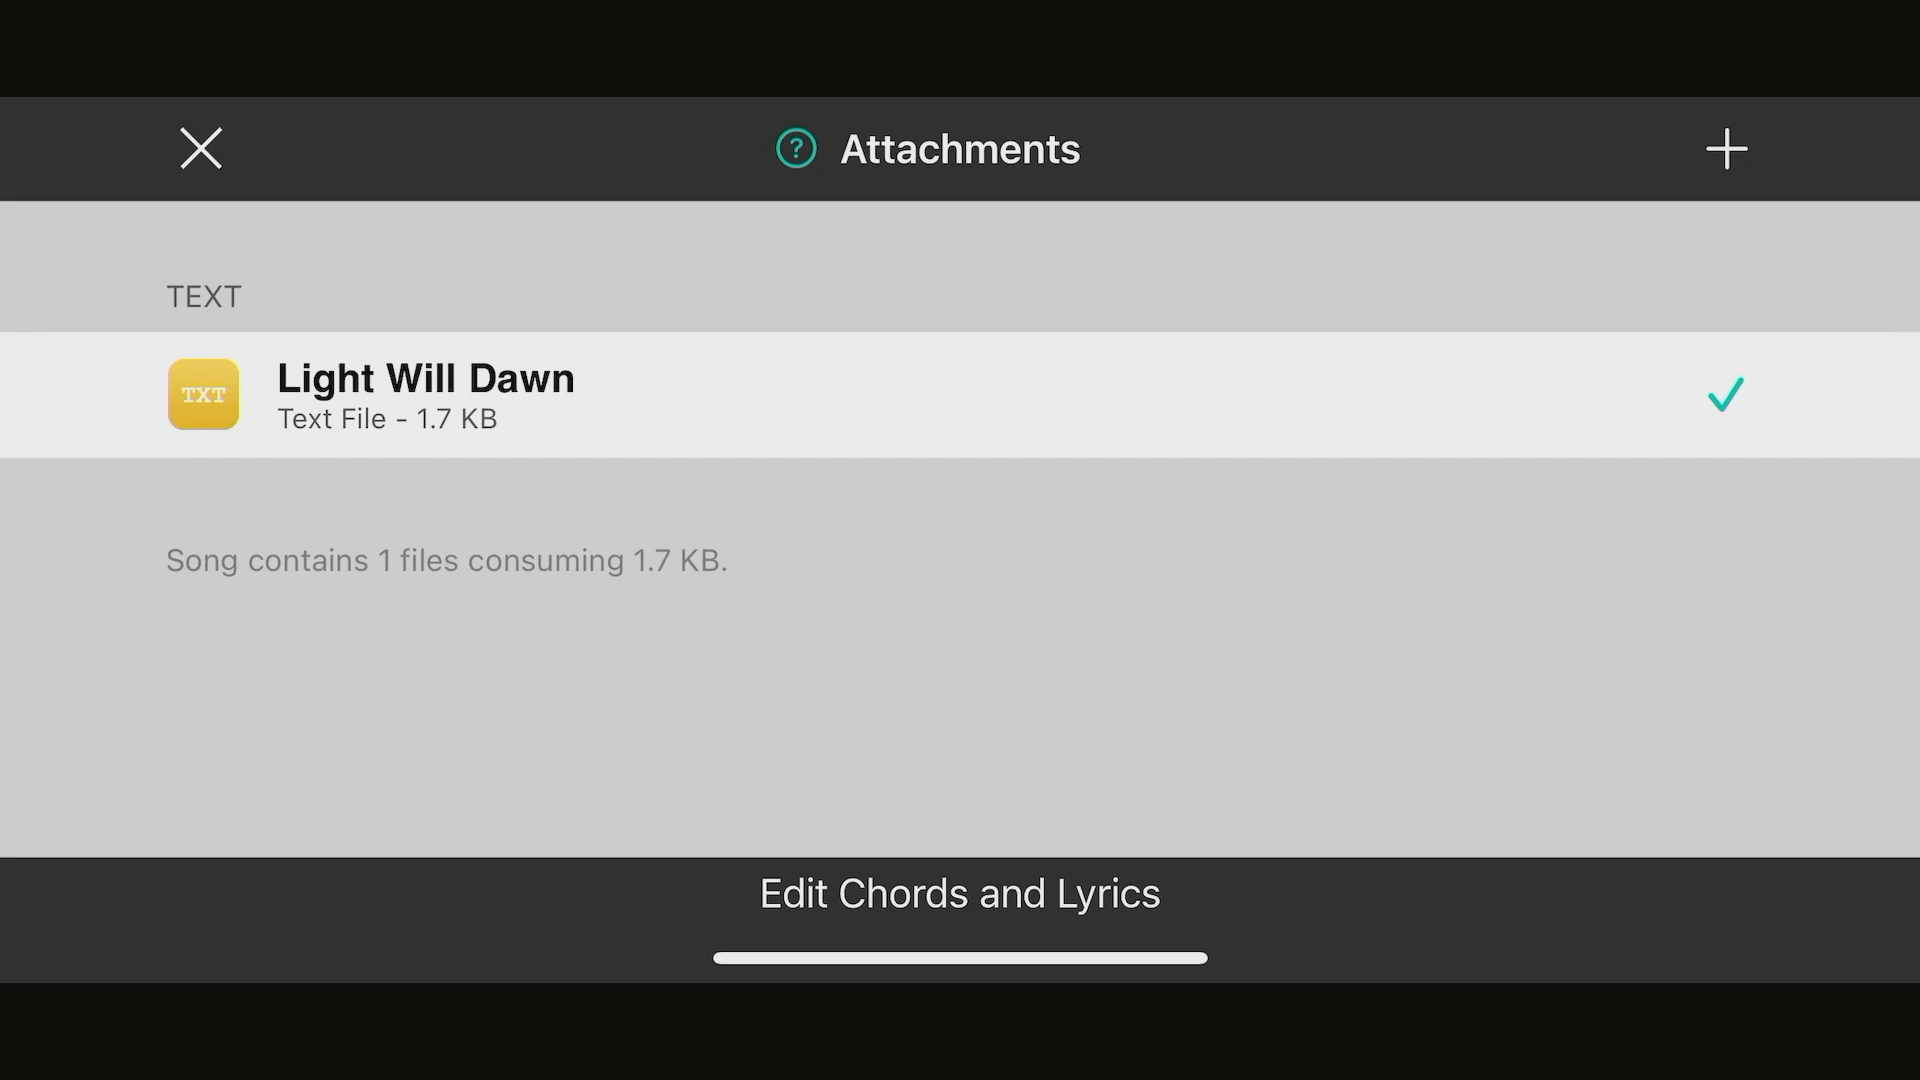 ? Attachments
TEXT
TXT
Light Will Dawn
Text File - 1.7 KB
Song contains 1 files consuming 1.7 KB.
Edit Chords and Lyrics